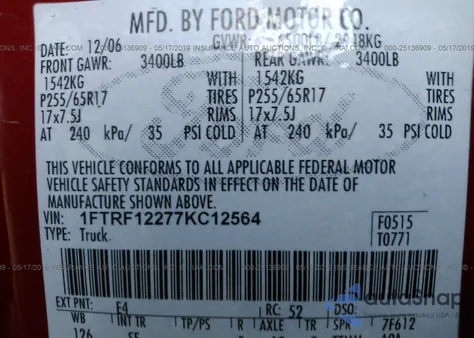 MFD. BY FORD MOTOR CO.
DATE: 12/06 GVWR:
FRONT GAWR: 3400LB REAR GAWR: 3400LB
1542KG WITH 1542KG WITH
P255/65R17 TIRES P255/65R17 TIRES
17x7.5J RIMS 17x7.5J RIMS
AT 240 kPa/ 35 PSI COLD AT 240 kPa/ 35 PSI COLD
THIS VEHICLE CONFORMS TO ALL APPLICABLE FEDERAL MOTOR
VEHICLE SAFETY STANDARDS IN EFFECT ON THE DATE OF
MANUFACTURE SHOWN ABOVE.
VIN: 1FTRF12277KC12564 F0515
TYPE: Truck T0771
EXT PNT: E4 RC: 52 DSO:
WB INT TR TP/PS R AXLE TR SPR 7F612
126